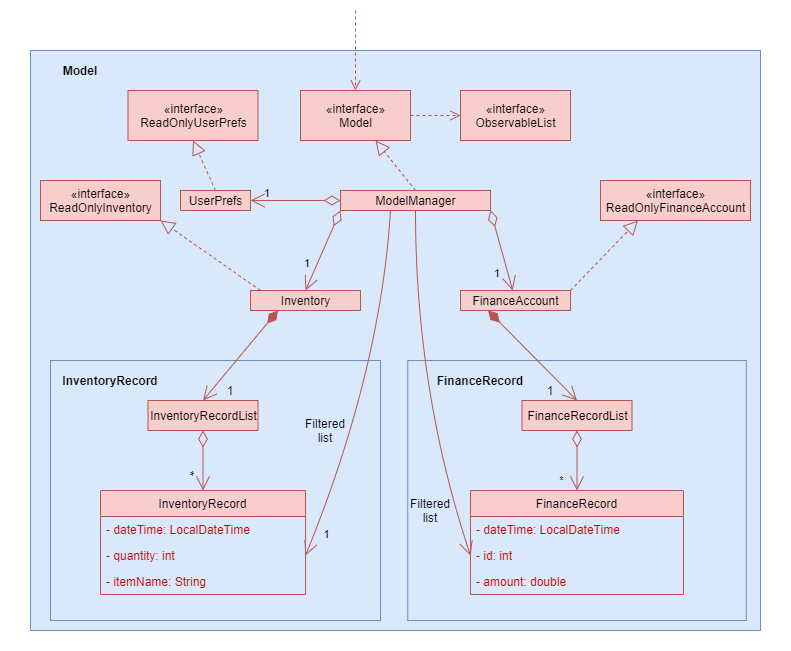 Model
«interface»
ReadOnlyUserPrefs
«interface»
Model
«interface»
ObservableList
«interface»
ReadOnlyInventory
UserPrefs
1
ModelManager
«interface»
ReadOnlyFinanceAccount
1
1
Inventory
FinanceAccount
InventoryRecord
FinanceRecord
1
1
InventoryRecordList
FinanceRecordList
Filtered
list
*
*
InventoryRecord
- dateTime: LocalDateTime
- quantity: int
- itemName: String
1
Filtered
list
FinanceRecord
- dateTime: LocalDateTime
- id: int
- amount: double